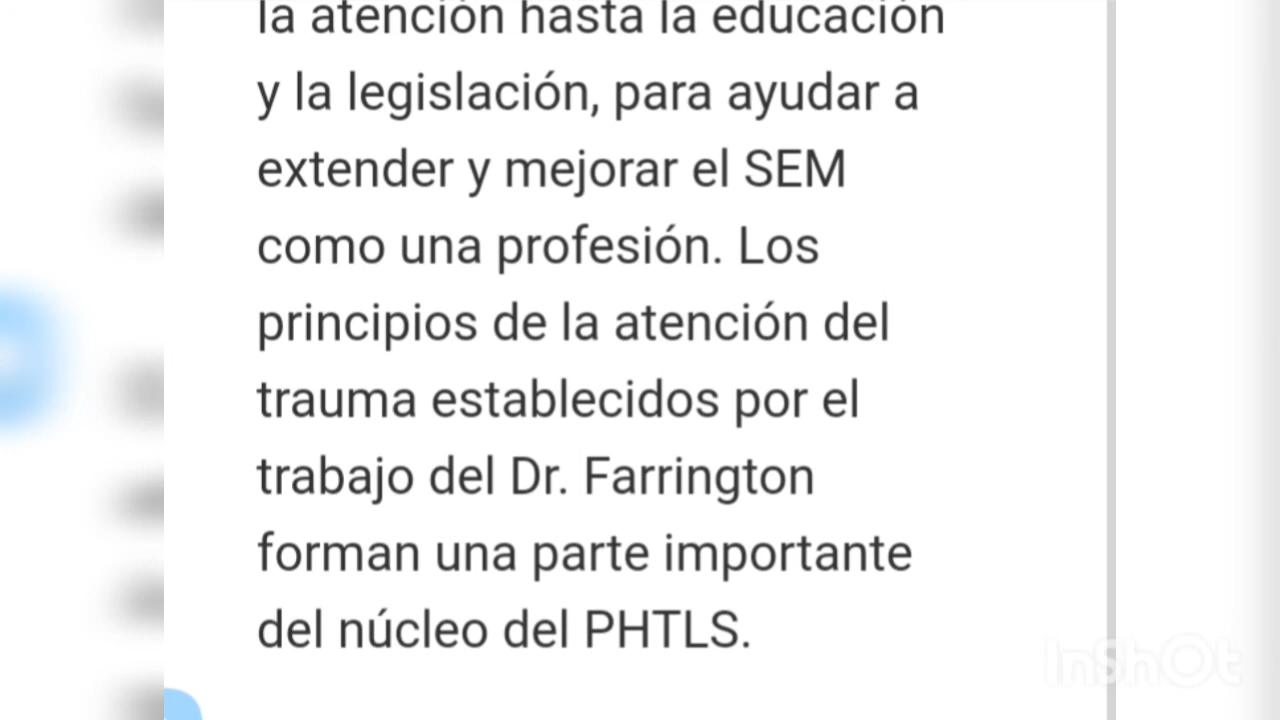 la atención hasta la educación
y la legislación, para ayudar a
extender y mejorar el SEM
como una profesión. Los
principios de la atención del
trauma establecidos por el
trabajo del Dr. Farrington
forman una parte importante
del núcleo del PHTLS.
InShOt